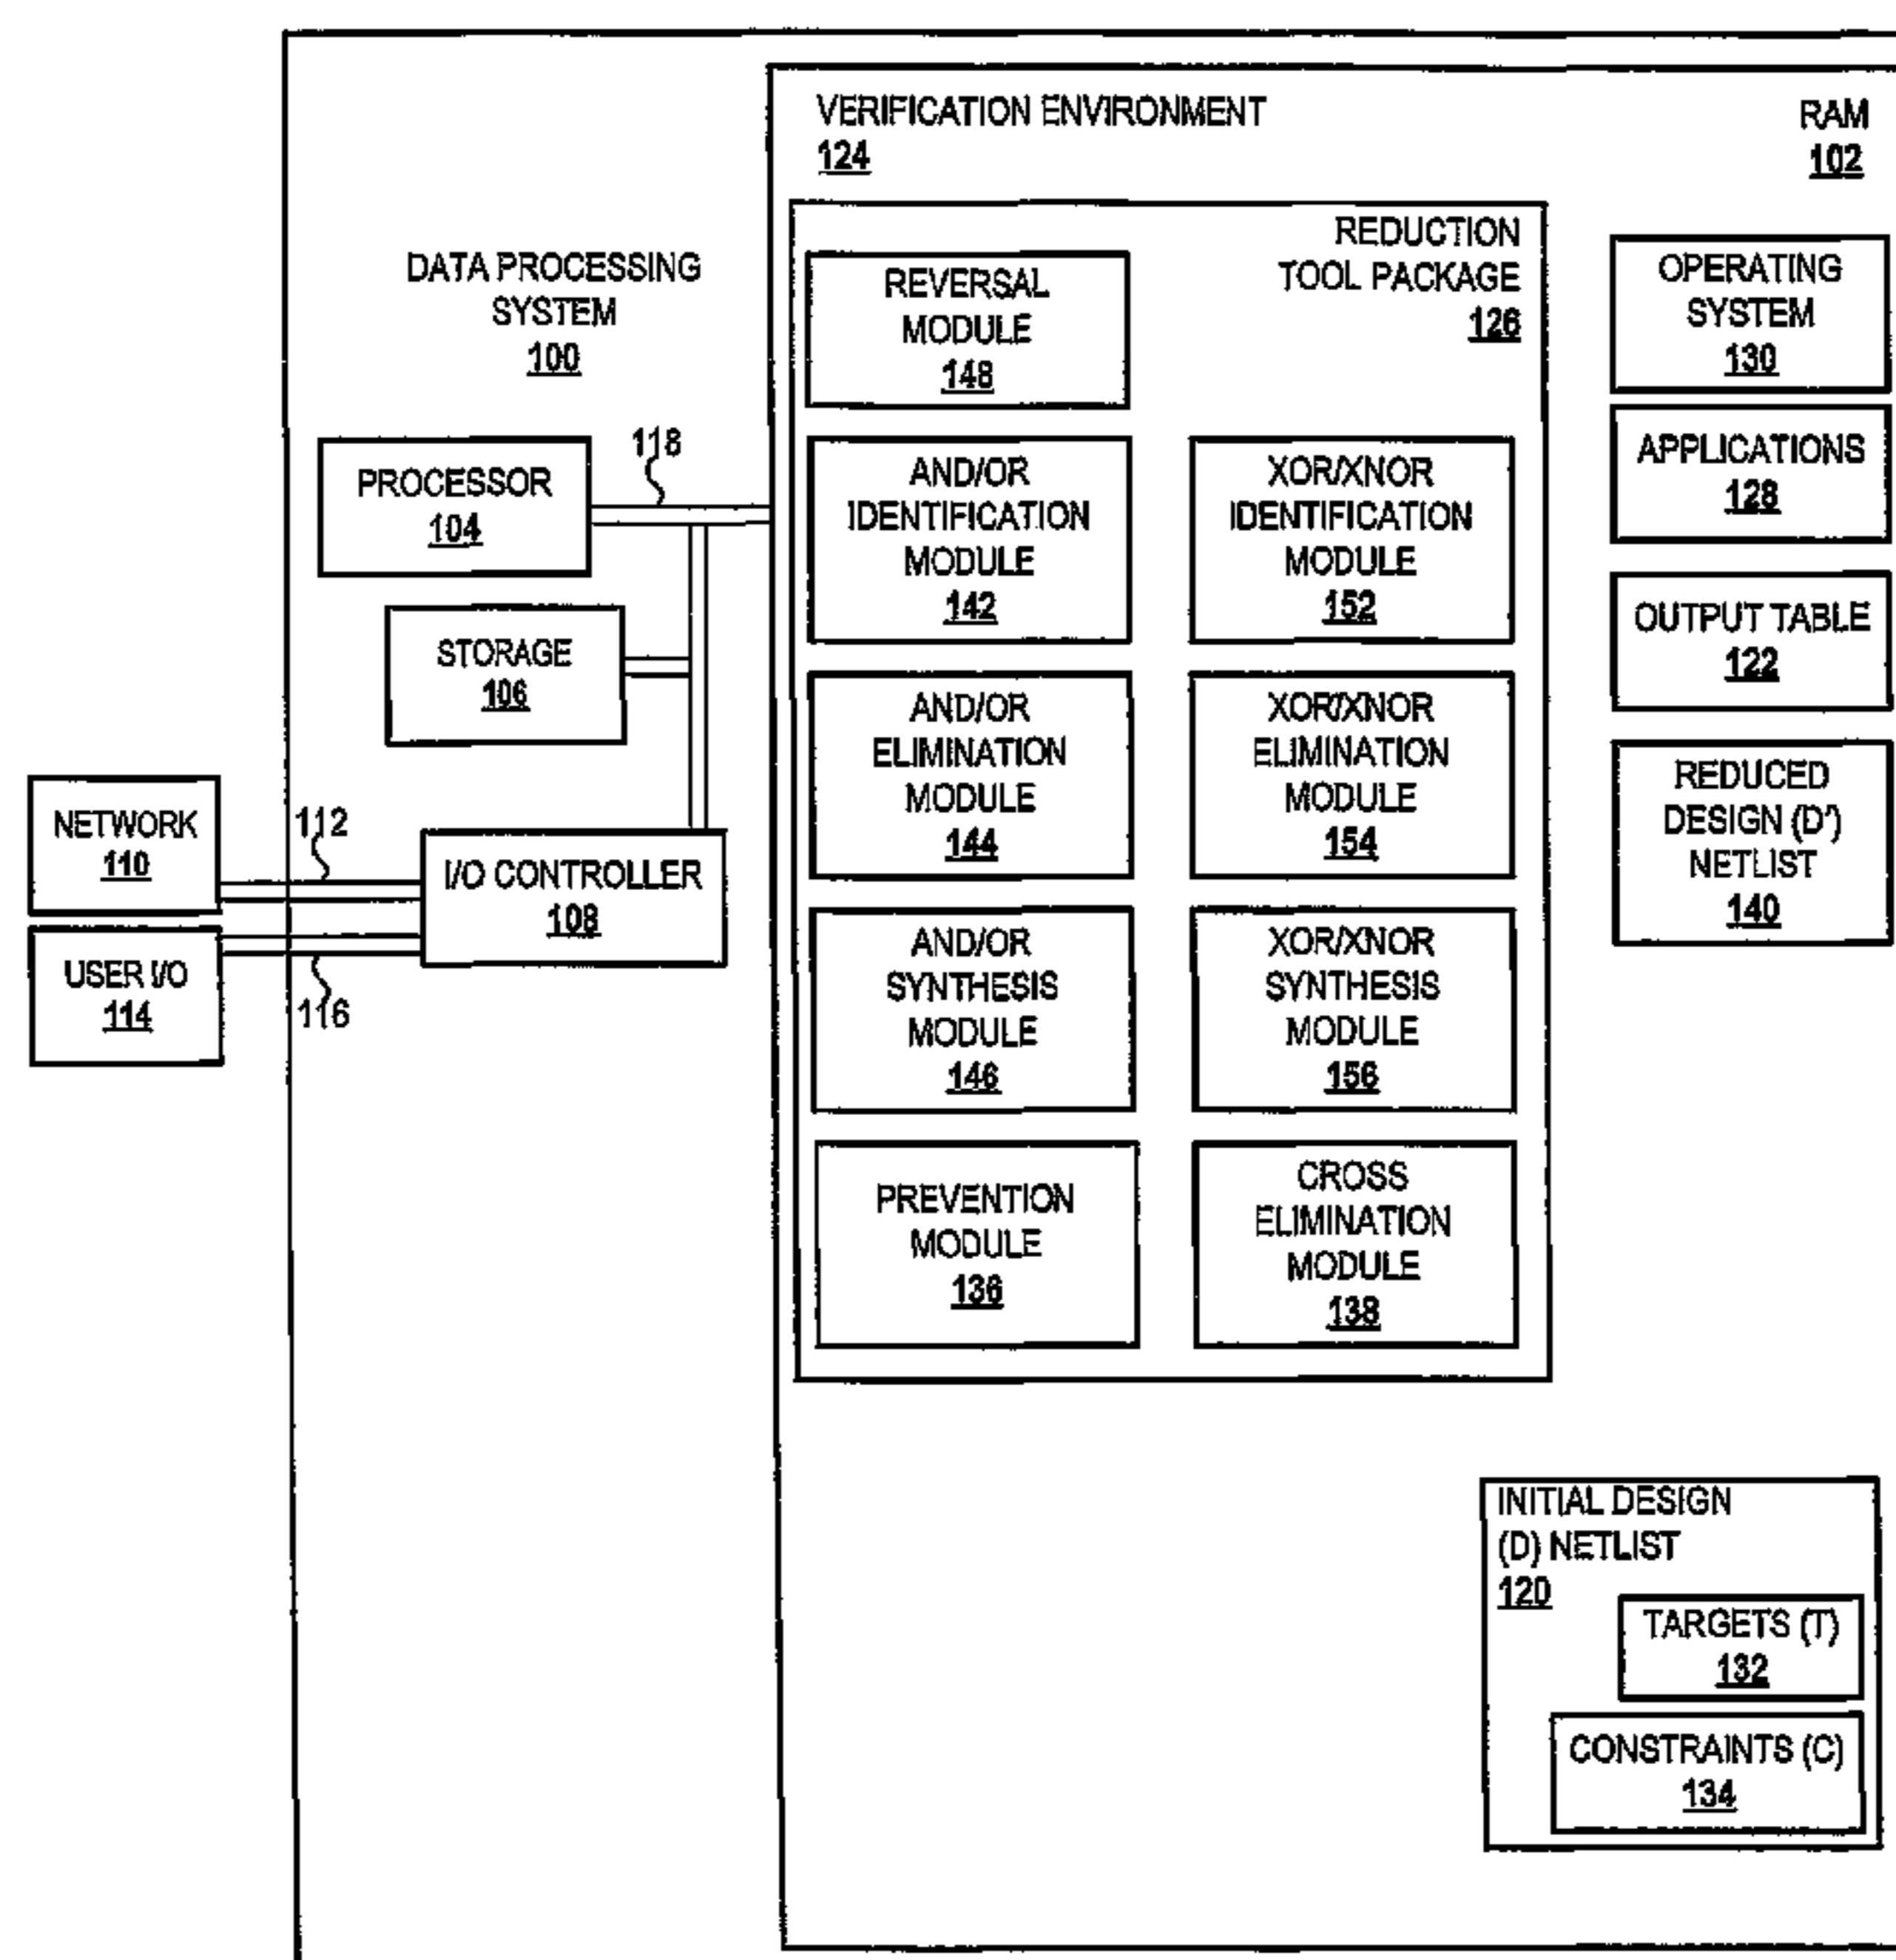 VERIFICATION ENVIRONMENT
124
RAM
102
DATA PROCESSING
SYSTEM
100
REDUCTION
TOOL PACKAGE
126
REVERSAL
MODULE
148
OPERATING
SYSTEM
130
APPLICATIONS
128
OUTPUT TABLE
122
REDUCED
DESIGN (D')
NETLIST
140
118
PROCESSOR
104
STORAGE
106
NETWORK
110
112
I/O CONTROLLER
108
USER I/O
114
116
AND/OR
IDENTIFICATION
MODULE
142
XOR/XNOR
IDENTIFICATION
MODULE
152
AND/OR
ELIMINATION
MODULE
144
XOR/XNOR
ELIMINATION
MODULE
154
AND/OR
SYNTHESIS
MODULE
146
XOR/XNOR
SYNTHESIS
MODULE
156
PREVENTION
MODULE
136
CROSS
ELIMINATION
MODULE
138
INITIAL DESIGN
(D) NETLIST
120
TARGETS (T)
132
CONSTRAINTS (C)
134